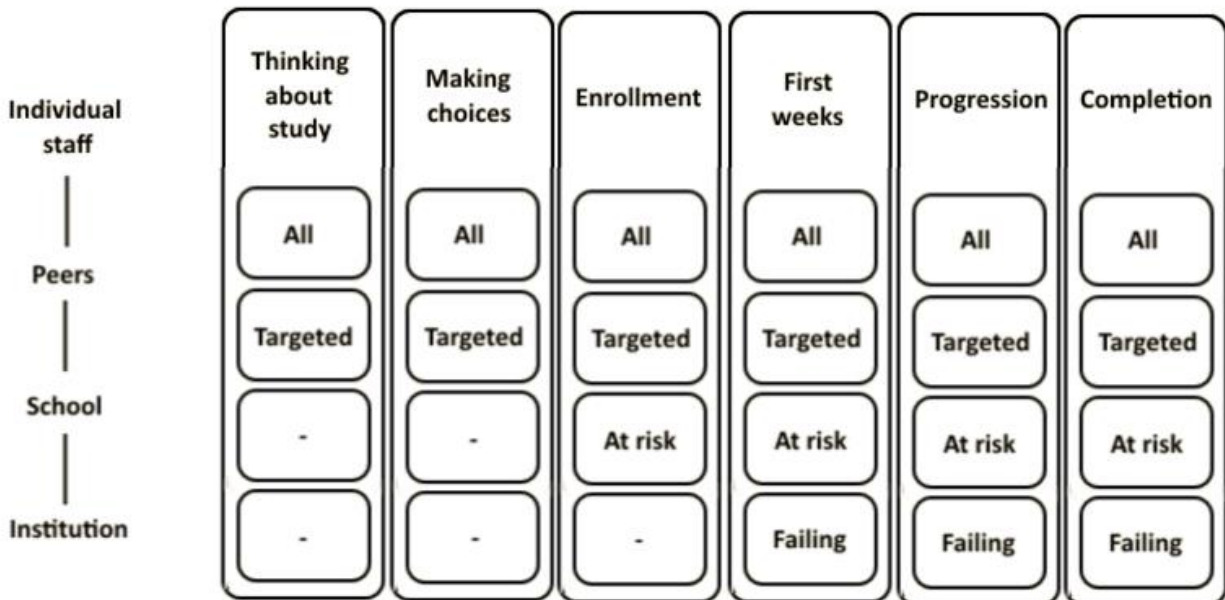 Individual
staff
Peers
School
Institution
Thinking
about
study
All
Targeted
-
-
Making
choices
All
Targeted
-
-
Enrollment
All
Targeted
At risk
-
First
weeks
All
Targeted
At risk
Failing
Progression
All
Targeted
At risk
Failing
Completion
All
Targeted
At risk
Failing